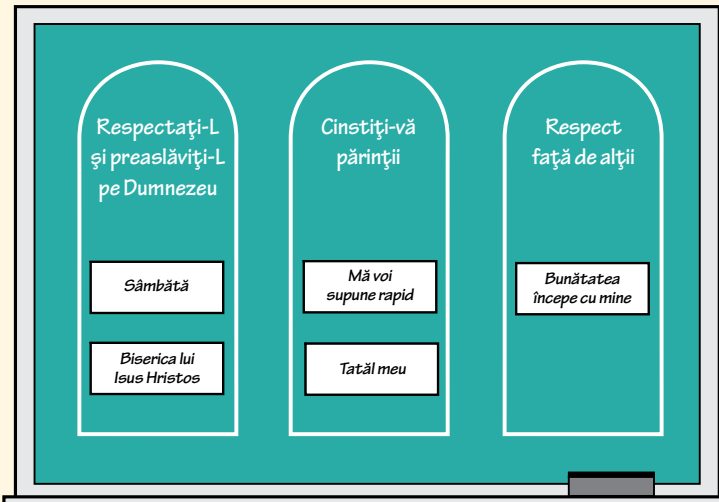 Respectaţi-L
şi preaslăviţi-L
pe Dumnezeu
Sâmbătă
Biserica lui
Isus Hristos
Cinstiţi-vă
părinţii
Mă voi
supune rapid
Tatăl meu
Respect
faţă de alţii
Bunătatea
începe cu mine